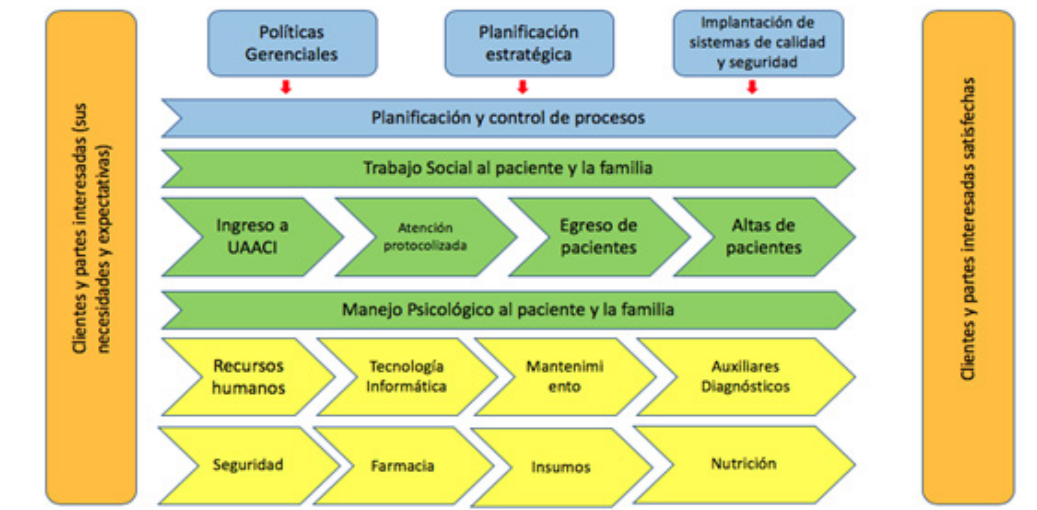 Clientes y partes interesadas (sus
necesidades y expectativas)
Políticas
Gerenciales
Planificación
estratégica
Implantación de
sistemas de calidad
y seguridad
Planificación y control de procesos
Trabajo Social al paciente y la familia
Ingreso a
UAACI
Atención
protocolizada
Egreso de
pacientes
Altas de
pacientes
Manejo Psicológico al paciente y la familia
Recursos
humanos
Tecnología
Informática
Mantenimi
ento
Auxiliares
Diagnósticos
Seguridad
Farmacia
Insumos
Nutrición
Clientes y partes interesadas satisfechas